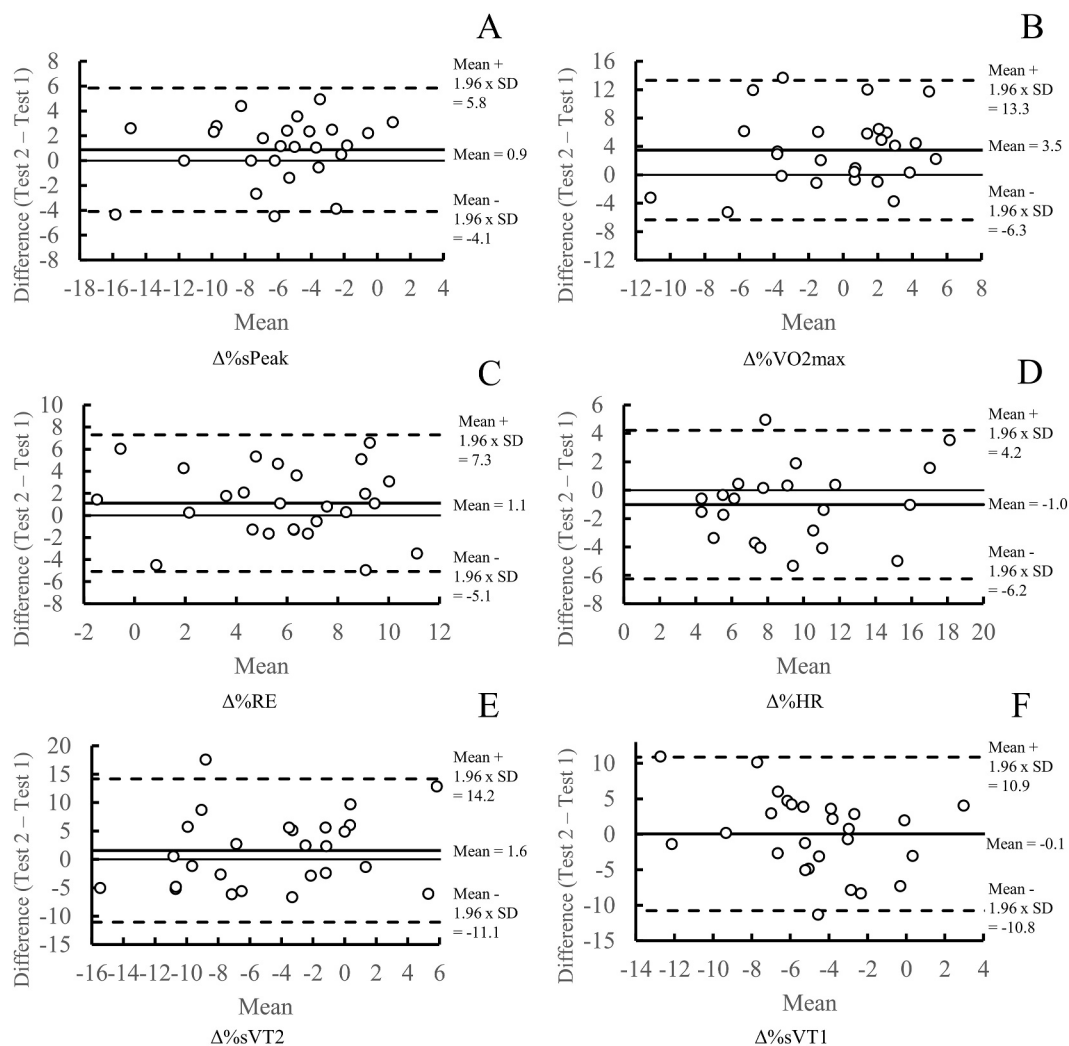 A
8
6
4
2
0
-2
-4
-6
-8
Difference (Test 2 – Test 1)
Mean +
1.96 x SD
= 5.8
Mean = 0.9
Mean -
1.96 x SD
= -4.1
-18 -16 -14 -12 -10 -8 -6 -4 -2 0 2 4
Mean
Δ%sPeak
B
16
12
8
4
0
-4
-8
-12
Difference (Test 2 – Test 1)
Mean +
1.96 x SD
= 13.3
Mean = 3.5
Mean -
1.96 x SD
= -6.3
-12 -10 -8 -6 -4 -2 0 2 4 6 8
Mean
Δ%VO2max
C
10
8
6
4
2
0
-2
-4
-6
-8
Difference (Test 2 – Test 1)
Mean +
1.96 x SD
= 7.3
Mean = 1.1
Mean -
1.96 x SD
= -5.1
-2 0 2 4 6 8 10 12
Mean
Δ%RE
D
6
4
2
0
-2
-4
-6
-8
Difference (Test 2 – Test 1)
Mean +
1.96 x SD
= 4.2
Mean = -1.0
Mean -
1.96 x SD
= -6.2
0 2 4 6 8 10 12 14 16 18 20
Mean
Δ%HR
E
20
15
10
5
0
-5
-10
-15
Difference (Test 2 – Test 1)
Mean +
1.96 x SD
= 14.2
Mean = 1.6
Mean -
1.96 x SD
= -11.1
-16 -14 -12 -10 -8 -6 -4 -2 0 2 4 6
Mean
Δ%sVT2
F
10
5
0
-5
-10
-15
Difference (Test 2 – Test 1)
Mean +
1.96 x SD
= 10.9
Mean = -0.1
Mean -
1.96 x SD
= -10.8
-14 -12 -10 -8 -6 -4 -2 0 2 4
Mean
Δ%sVT1